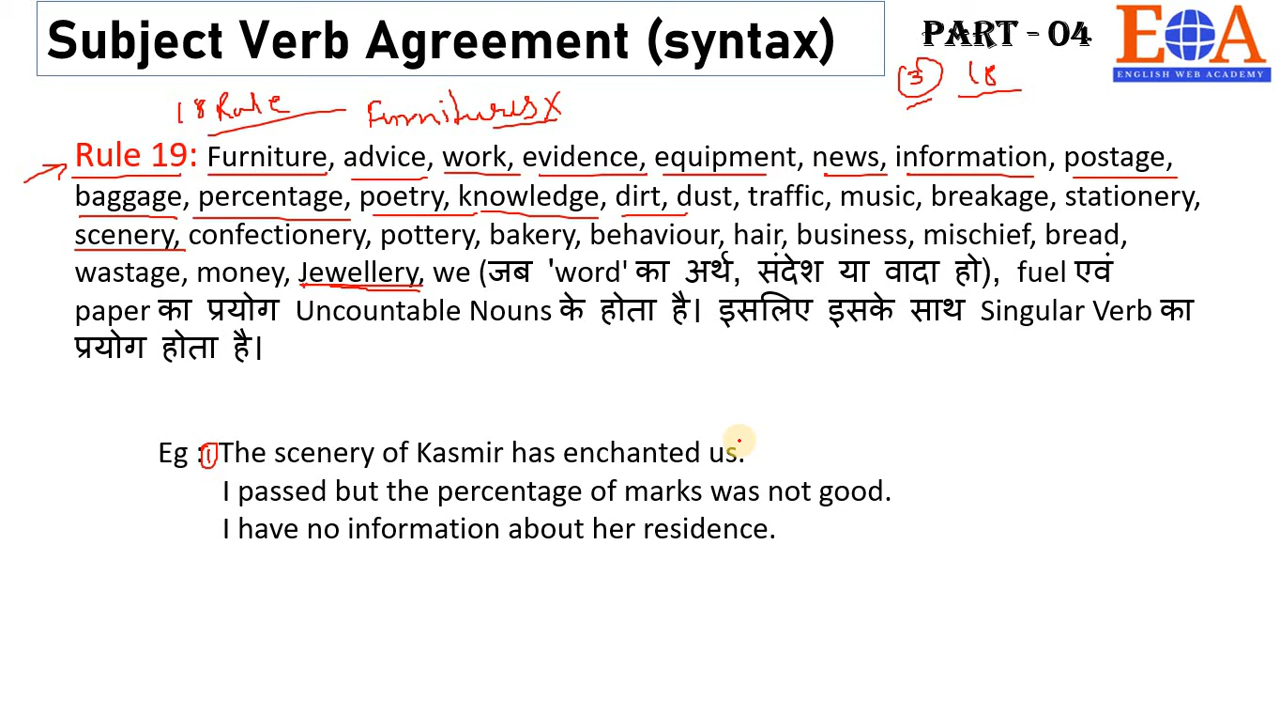 Subject Verb Agreement (syntax)
PART - 04
EWA
ENGLISH WEB ACADEMY
3 18
18 Rule Furnitures X
Rule 19: Furniture, advice, work, evidence, equipment, news, information, postage,
baggage, percentage, poetry, knowledge, dirt, dust, traffic, music, breakage, stationery,
scenery, confectionery, pottery, bakery, behaviour, hair, business, mischief, bread,
wastage, money, Jewellery, we (जब 'word' का अर्थ, संदेश या वादा हो), fuel एवं
paper का प्रयोग Uncountable Nouns के होता है। इसलिए इसके साथ Singular Verb का
प्रयोग होता है।
Eg : The scenery of Kasmir has enchanted us.
I passed but the percentage of marks was not good.
I have no information about her residence.